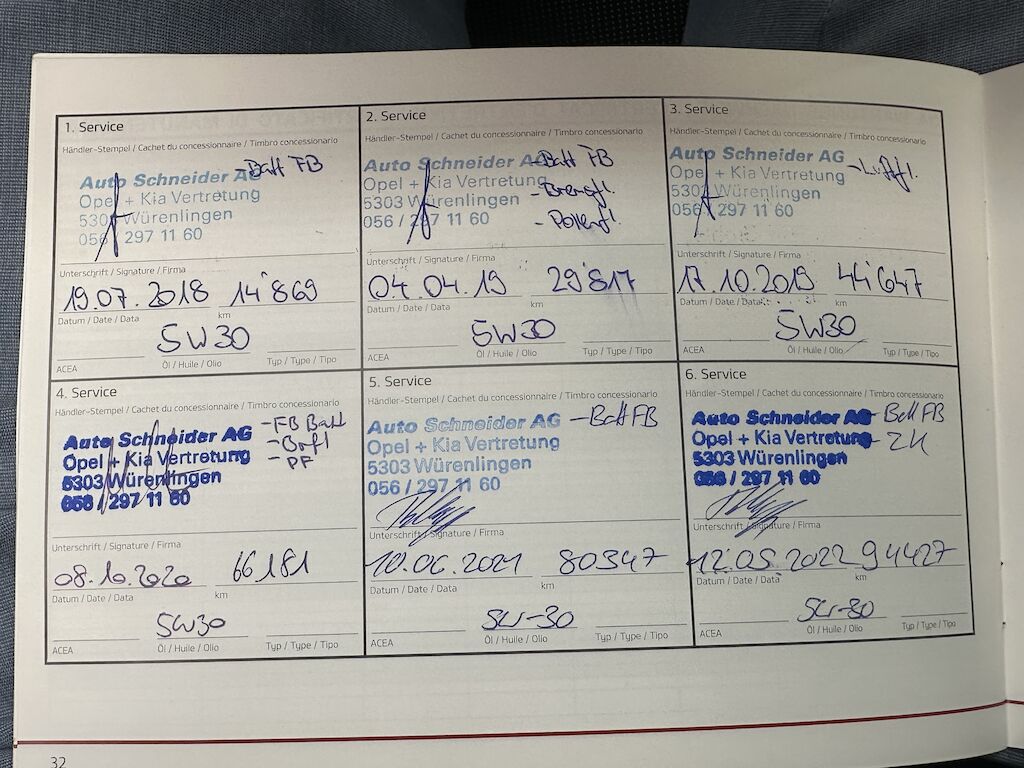 1. Service
Händler-Stempel / Cachet du concessionnaire / Timbro concessionario
Auto Schneider AG
- Batt FB
Opel + Kia Vertretung
5303 Würenlingen
056 / 297 11 60
Unterschrift / Signature / Firma
19.07.2018 14'869
Datum / Date / Data km
5W30
ACEA Öl / Huile / Olio Typ / Type / Tipo
2. Service
Händler-Stempel / Cachet du concessionnaire / Timbro concessionario
Auto Schneider AG
- Batt FB
Opel + Kia Vertretung
- Bremsfl.
5303 Würenlingen
- Pollenf.
056 / 297 11 60
Unterschrift / Signature / Firma
04.04.19 29'817
Datum / Date / Data km
5W30
ACEA Öl / Huile / Olio Typ / Type / Tipo
3. Service
Händler-Stempel / Cachet du concessionnaire / Timbro concessionario
Auto Schneider AG
- Luftf.
Opel + Kia Vertretung
5303 Würenlingen
056 / 297 11 60
Unterschrift / Signature / Firma
17.10.2019 44'647
Datum / Date / Data km
5W30
ACEA Öl / Huile / Olio Typ / Type / Tipo
4. Service
Händler-Stempel / Cachet du concessionnaire / Timbro concessionario
Auto Schneider AG
- FB Batt
Opel + Kia Vertretung
- PF
5303 Würenlingen
056 / 297 11 60
Unterschrift / Signature / Firma
08.10.2020 66181
Datum / Date / Data km
5W30
ACEA Öl / Huile / Olio Typ / Type / Tipo
5. Service
Händler-Stempel / Cachet du concessionnaire / Timbro concessionario
Auto Schneider AG
- Batt FB
Opel + Kia Vertretung
5303 Würenlingen
056 / 297 11 60
Unterschrift / Signature / Firma
10.06.2021 80347
Datum / Date / Data km
5W-30
ACEA Öl / Huile / Olio Typ / Type / Tipo
6. Service
Händler-Stempel / Cachet du concessionnaire / Timbro concessionario
Auto Schneider AG
- Batt FB
Opel + Kia Vertretung
- ZK
5303 Würenlingen
056 / 297 11 60
Unterschrift / Signature / Firma
12.05.2022 94427
Datum / Date / Data km
5W-30
ACEA Öl / Huile / Olio Typ / Type / Tipo
32